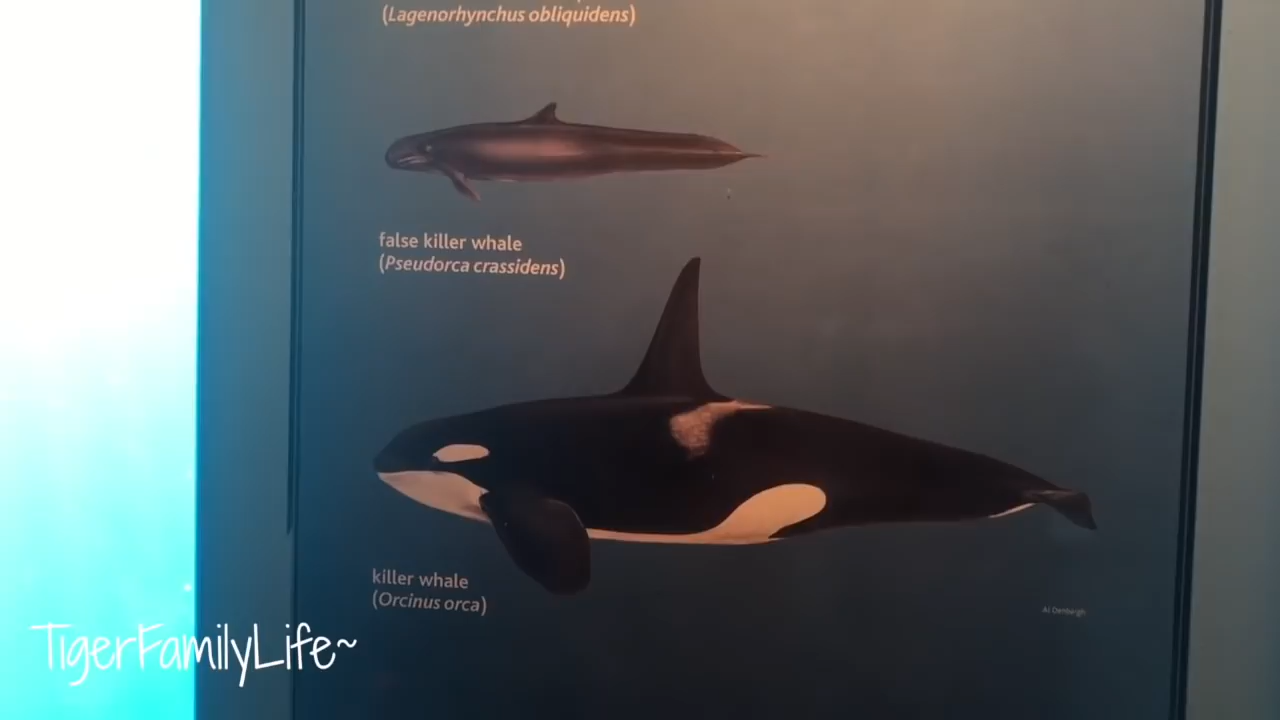 (Lagenorhynchus obliquidens)
false killer whale
(Pseudorca crassidens)
killer whale
(Orcinus orca)
TigerFamilyLife~